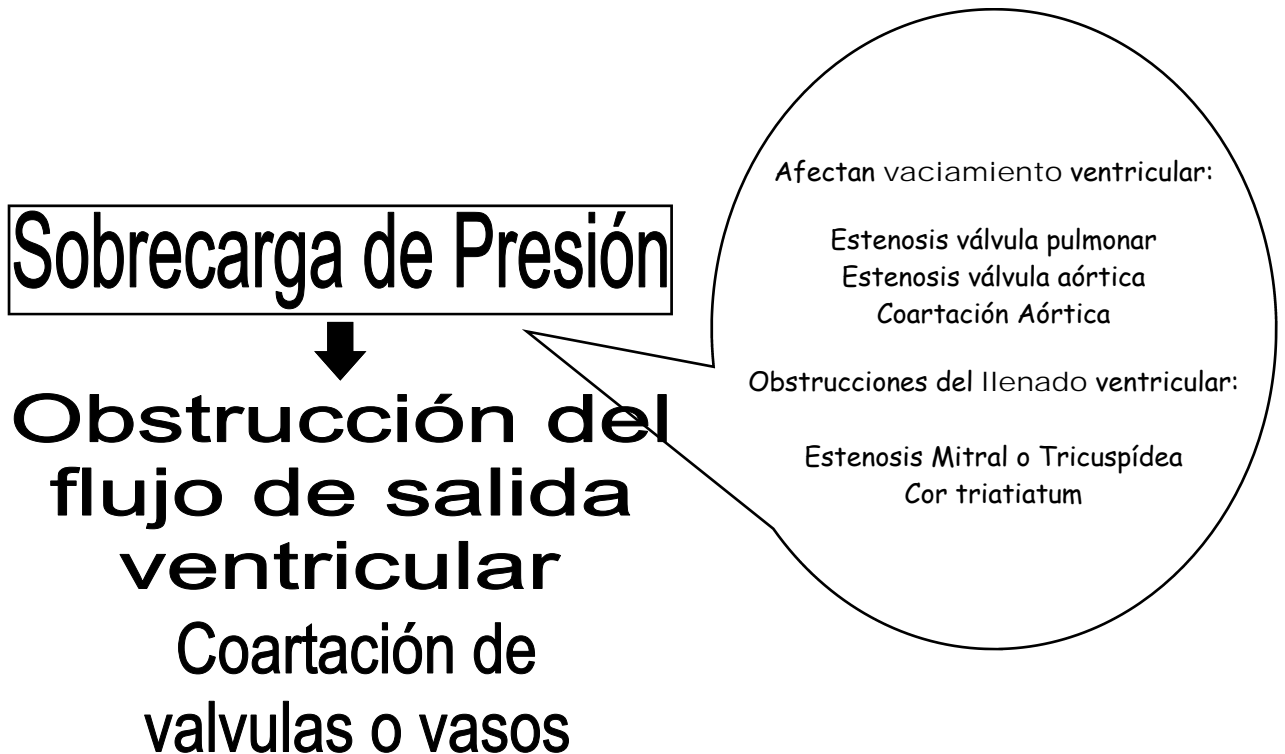 Sobrecarga de Presión
Obstrucción del
flujo de salida
ventricular
Coartación de
valvulas o vasos
Afectan vaciamiento ventricular:
Estenosis válvula pulmonar
Estenosis válvula aórtica
Coartación Aórtica
Obstrucciones del llenado ventricular:
Estenosis Mitral o Tricuspídea
Cor triatiatum